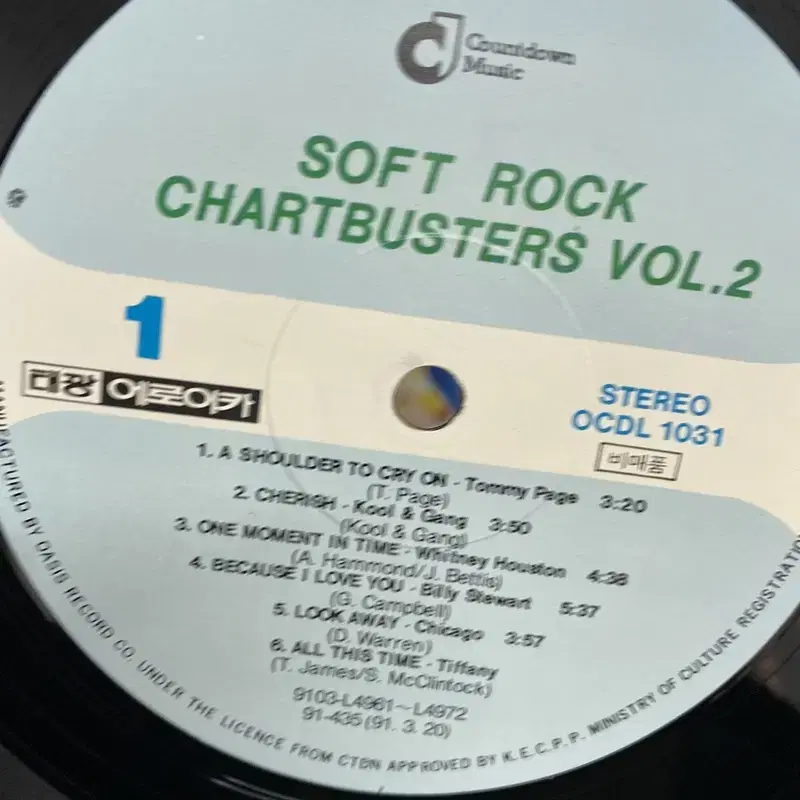 Countdown
Music
SOFT ROCK
CHARTBUSTERS VOL.2
1
태광 에로이카
STEREO
OCDL 1031
비매품
1. A SHOULDER TO CRY ON - Tommy Page 3:20
(T. Page)
2. CHERISH - Kool & Gang 3:50
(Kool & Gang)
3. ONE MOMENT IN TIME - Whitney Houston 4:38
(A. Hammond/J. Bettis)
4. BECAUSE I LOVE YOU - Billy Stewart 5:37
(G. Campbell)
5. LOOK AWAY - Chicago 3:57
(D. Warren)
6. ALL THIS TIME - Tiffany
(T. James/S. McClintock)
9103-L4961~L4972
91-435 (91. 3. 20)
MANUFACTURED BY OASIS RECORD CO. UNDER THE LICENCE FROM CTDN APPROVED BY K.E.C.P.P. MINISTRY OF CULTURE REGISTRATION